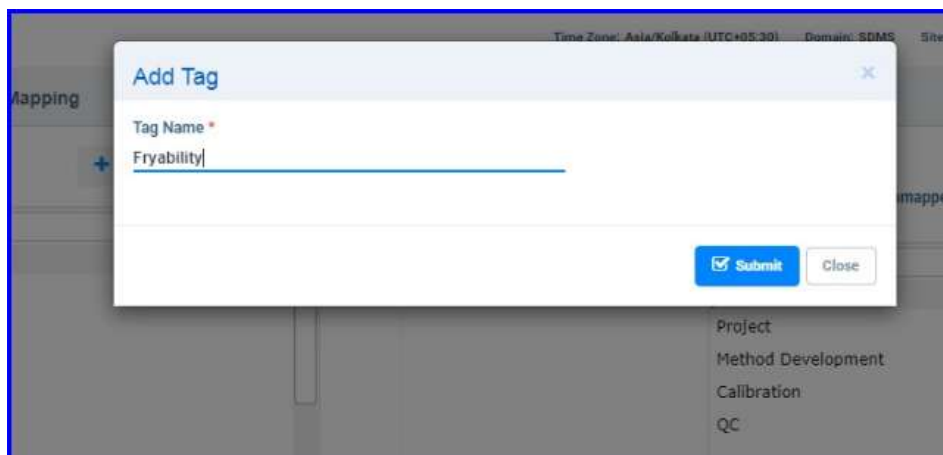 Time Zone: Asia/Kolkata (UTC+05:30) Domain: SDMS Site
Add Tag
×
Mapping
Tag Name *
Fryability
+
Submit
Close
Project
Method Development
Calibration
QC